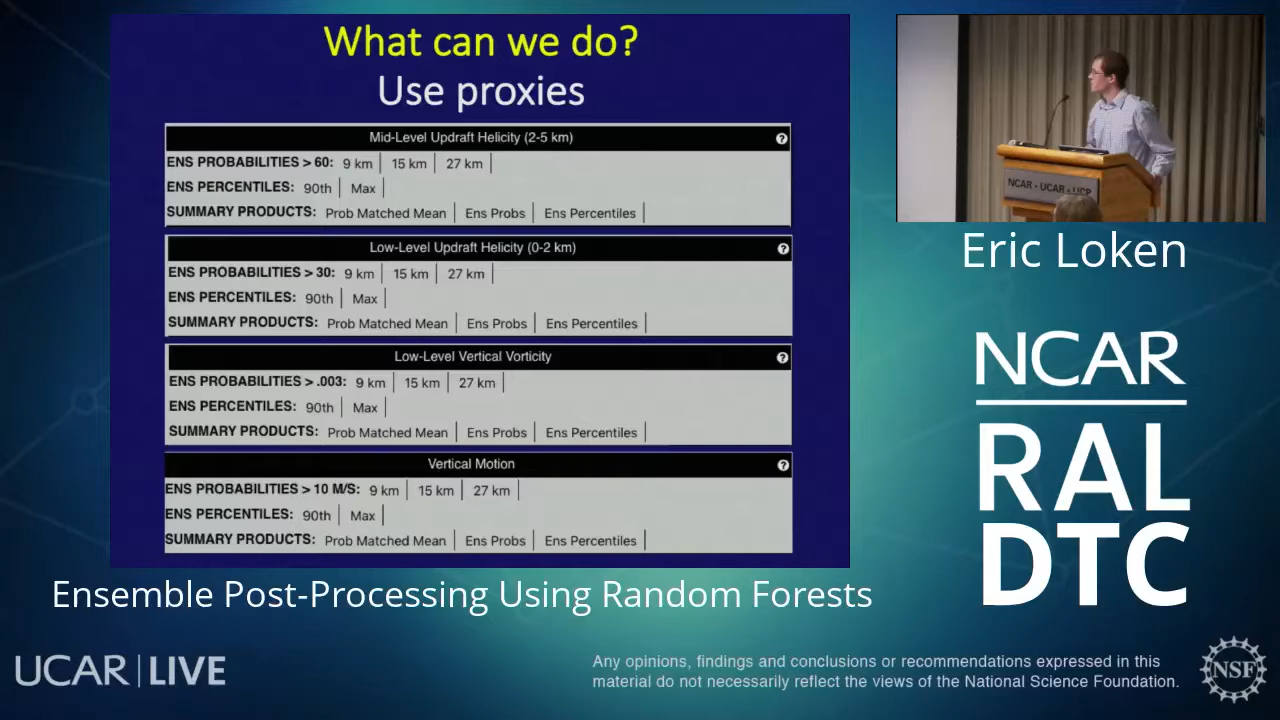 What can we do?
Use proxies
Mid-Level Updraft Helicity (2-5 km) ?
ENS PROBABILITIES > 60: 9 km 15 km 27 km
ENS PERCENTILES: 90th Max
SUMMARY PRODUCTS: Prob Matched Mean Ens Probs Ens Percentiles
Low-Level Updraft Helicity (0-2 km) ?
ENS PROBABILITIES > 30: 9 km 15 km 27 km
ENS PERCENTILES: 90th Max
SUMMARY PRODUCTS: Prob Matched Mean Ens Probs Ens Percentiles
Low-Level Vertical Vorticity ?
ENS PROBABILITIES > .003: 9 km 15 km 27 km
ENS PERCENTILES: 90th Max
SUMMARY PRODUCTS: Prob Matched Mean Ens Probs Ens Percentiles
Vertical Motion ?
ENS PROBABILITIES > 10 M/S: 9 km 15 km 27 km
ENS PERCENTILES: 90th Max
SUMMARY PRODUCTS: Prob Matched Mean Ens Probs Ens Percentiles
NCAR • UCAR • UCP
Eric Loken
NCAR
RAL
DTC
Ensemble Post-Processing Using Random Forests
UCAR | LIVE
Any opinions, findings and conclusions or recommendations expressed in this
material do not necessarily reflect the views of the National Science Foundation.
NSF